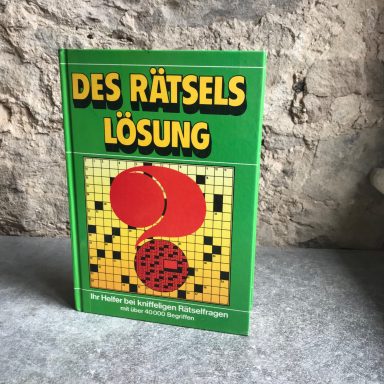 DES RÄTSELS
LÖSUNG
Ihr Helfer bei kniffeligen Rätselfragen
mit über 40000 Begriffen